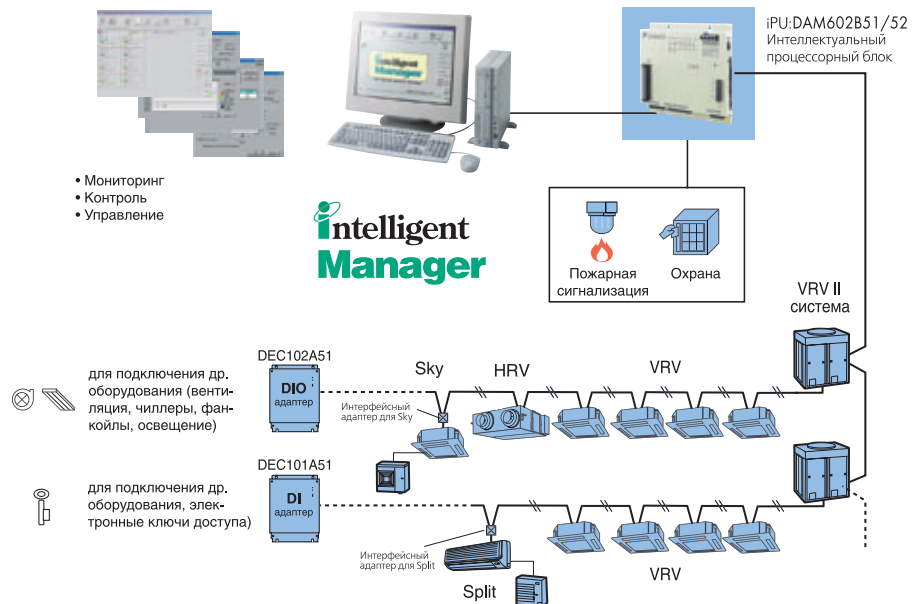 iPU:DAM602B51/52
Интеллектуальный
процессорный блок
Intelligent
Manager
• Мониторинг
• Контроль
• Управление
intelligent
Manager
Пожарная
сигнализация
Охрана
VRV II
система
DEC102A51
для подключения др.
оборудования (венти-
ляция, чиллеры, фан-
койлы, освещение)
DIO
адаптер
Sky
HRV
VRV
Интерфейсный
адаптер для Sky
DEC101A51
для подключения др.
оборудования, элек-
тронные ключи доступа)
DI
адаптер
Интерфейсный
адаптер для Split
Split
VRV